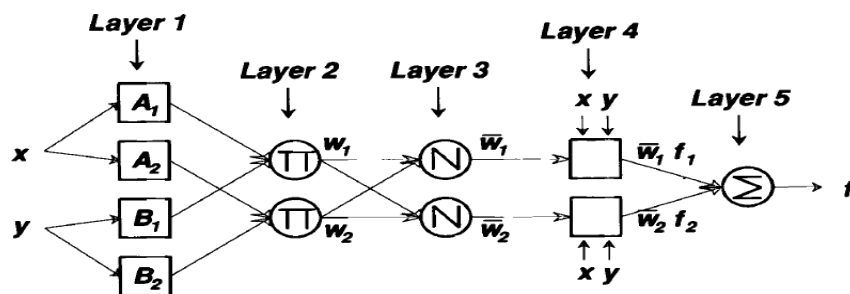 Layer 1
Layer 2
Layer 3
Layer 4
Layer 5
x y
A₁
A₂
B₁
B₂
x
y
Π
Π
w₁
w̅₂
N
N
w̅₁
w̅₂
w̅₁ f₁
w̅₂ f₂
x y
Σ
f